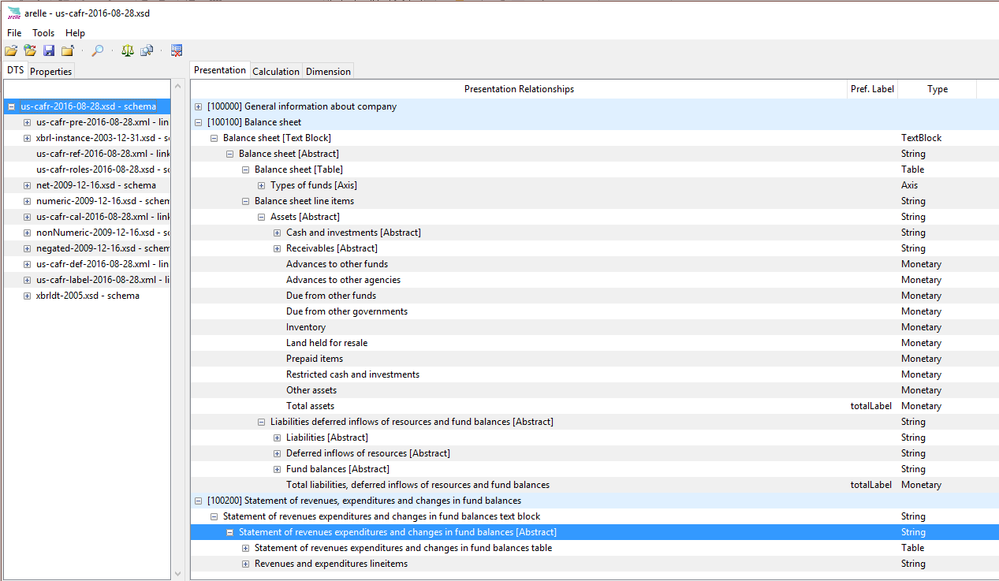 arelle - us-cafr-2016-08-28.xsd
File Tools Help
DTS Properties
Presentation Calculation Dimension
us-cafr-2016-08-28.xsd - schema
us-cafr-pre-2016-08-28.xml - lin
xbrl-instance-2003-12-31.xsd - s
us-cafr-ref-2016-08-28.xml - link
us-cafr-roles-2016-08-28.xsd - sc
net-2009-12-16.xsd - schema
numeric-2009-12-16.xsd - schem
us-cafr-cal-2016-08-28.xml - link
nonNumeric-2009-12-16.xsd - sc
negated-2009-12-16.xsd - schem
us-cafr-def-2016-08-28.xml - lin
us-cafr-label-2016-08-28.xml - li
xbrldt-2005.xsd - schema
Presentation Relationships Pref. Label Type
[100000] General information about company
[100100] Balance sheet
Balance sheet [Text Block] TextBlock
Balance sheet [Abstract] String
Balance sheet [Table] Table
Types of funds [Axis] Axis
Balance sheet line items String
Assets [Abstract] String
Cash and investments [Abstract] String
Receivables [Abstract] String
Advances to other funds Monetary
Advances to other agencies Monetary
Due from other funds Monetary
Due from other governments Monetary
Inventory Monetary
Land held for resale Monetary
Prepaid items Monetary
Restricted cash and investments Monetary
Other assets Monetary
Total assets totalLabel Monetary
Liabilities deferred inflows of resources and fund balances [Abstract] String
Liabilities [Abstract] String
Deferred inflows of resources [Abstract] String
Fund balances [Abstract] String
Total liabilities, deferred inflows of resources and fund balances totalLabel Monetary
[100200] Statement of revenues, expenditures and changes in fund balances
Statement of revenues expenditures and changes in fund balances text block String
Statement of revenues expenditures and changes in fund balances [Abstract] String
Statement of revenues expenditures and changes in fund balances table Table
Revenues and expenditures lineitems String